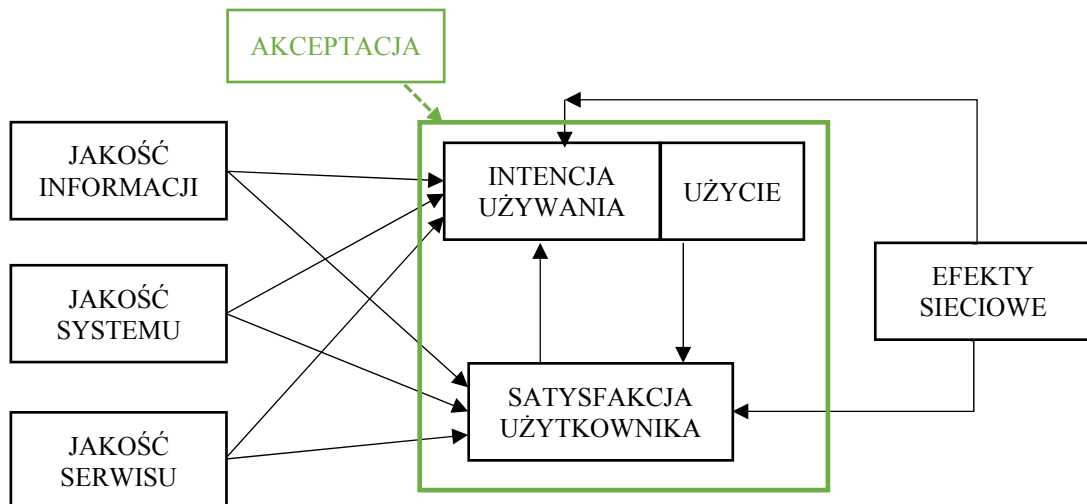 AKCEPTACJA
JAKOŚĆ
INFORMACJI
INTENCJA
UŻYWANIA
UŻYCIE
JAKOŚĆ
SYSTEMU
EFEKTY
SIECIOWE
SATYSFAKCJA
UŻYTKOWNIKA
JAKOŚĆ
SERWISU